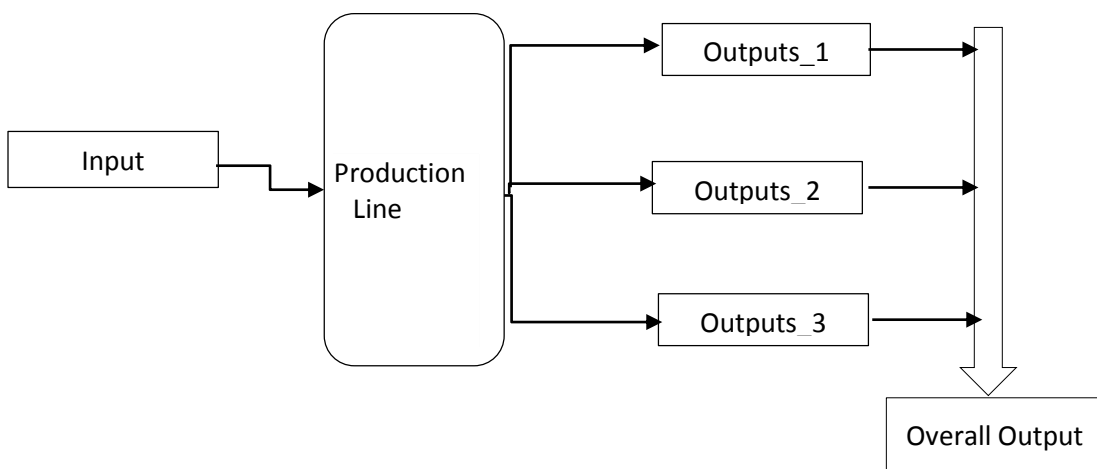 Input
Production
Line
Outputs_1
Outputs_2
Outputs_3
Overall Output